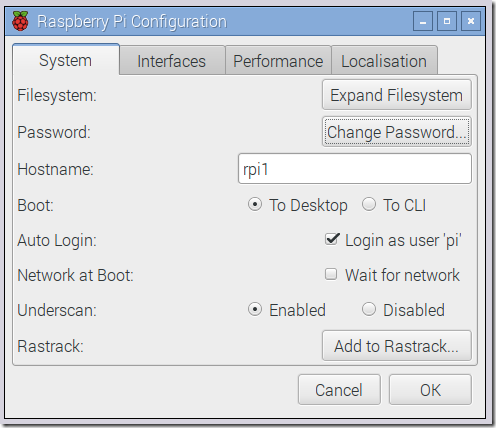 Raspberry Pi Configuration
System Interfaces Performance Localisation
Filesystem: Expand Filesystem
Password: Change Password...
Hostname: rpi1
Boot: To Desktop To CLI
Auto Login: Login as user 'pi'
Network at Boot: Wait for network
Underscan: Enabled Disabled
Rastrack: Add to Rastrack...
Cancel OK